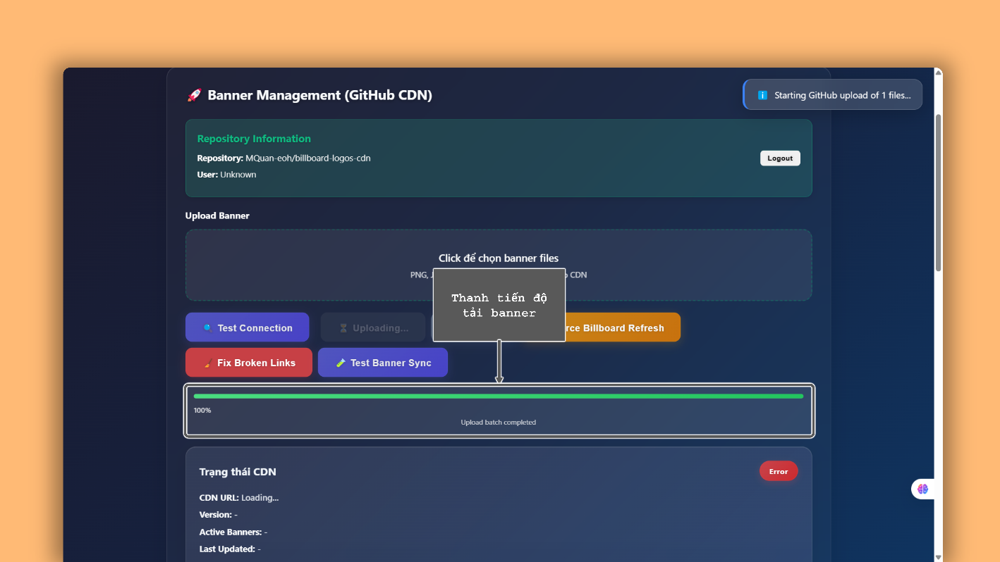 🚀 Banner Management (GitHub CDN)
ℹ️ Starting GitHub upload of 1 files...
Repository Information
Repository: MQuan-eoh/billboard-logos-cdn
Logout
User: Unknown
Upload Banner
Click để chọn banner files
PNG, CDN
Thanh tiến độ
tải banner
Test Connection
Uploading...
Billboard Refresh
Fix Broken Links
Test Banner Sync
100%
Upload batch completed
Trạng thái CDN
Error
CDN URL: Loading...
Version: -
Active Banners: -
Last Updated: -